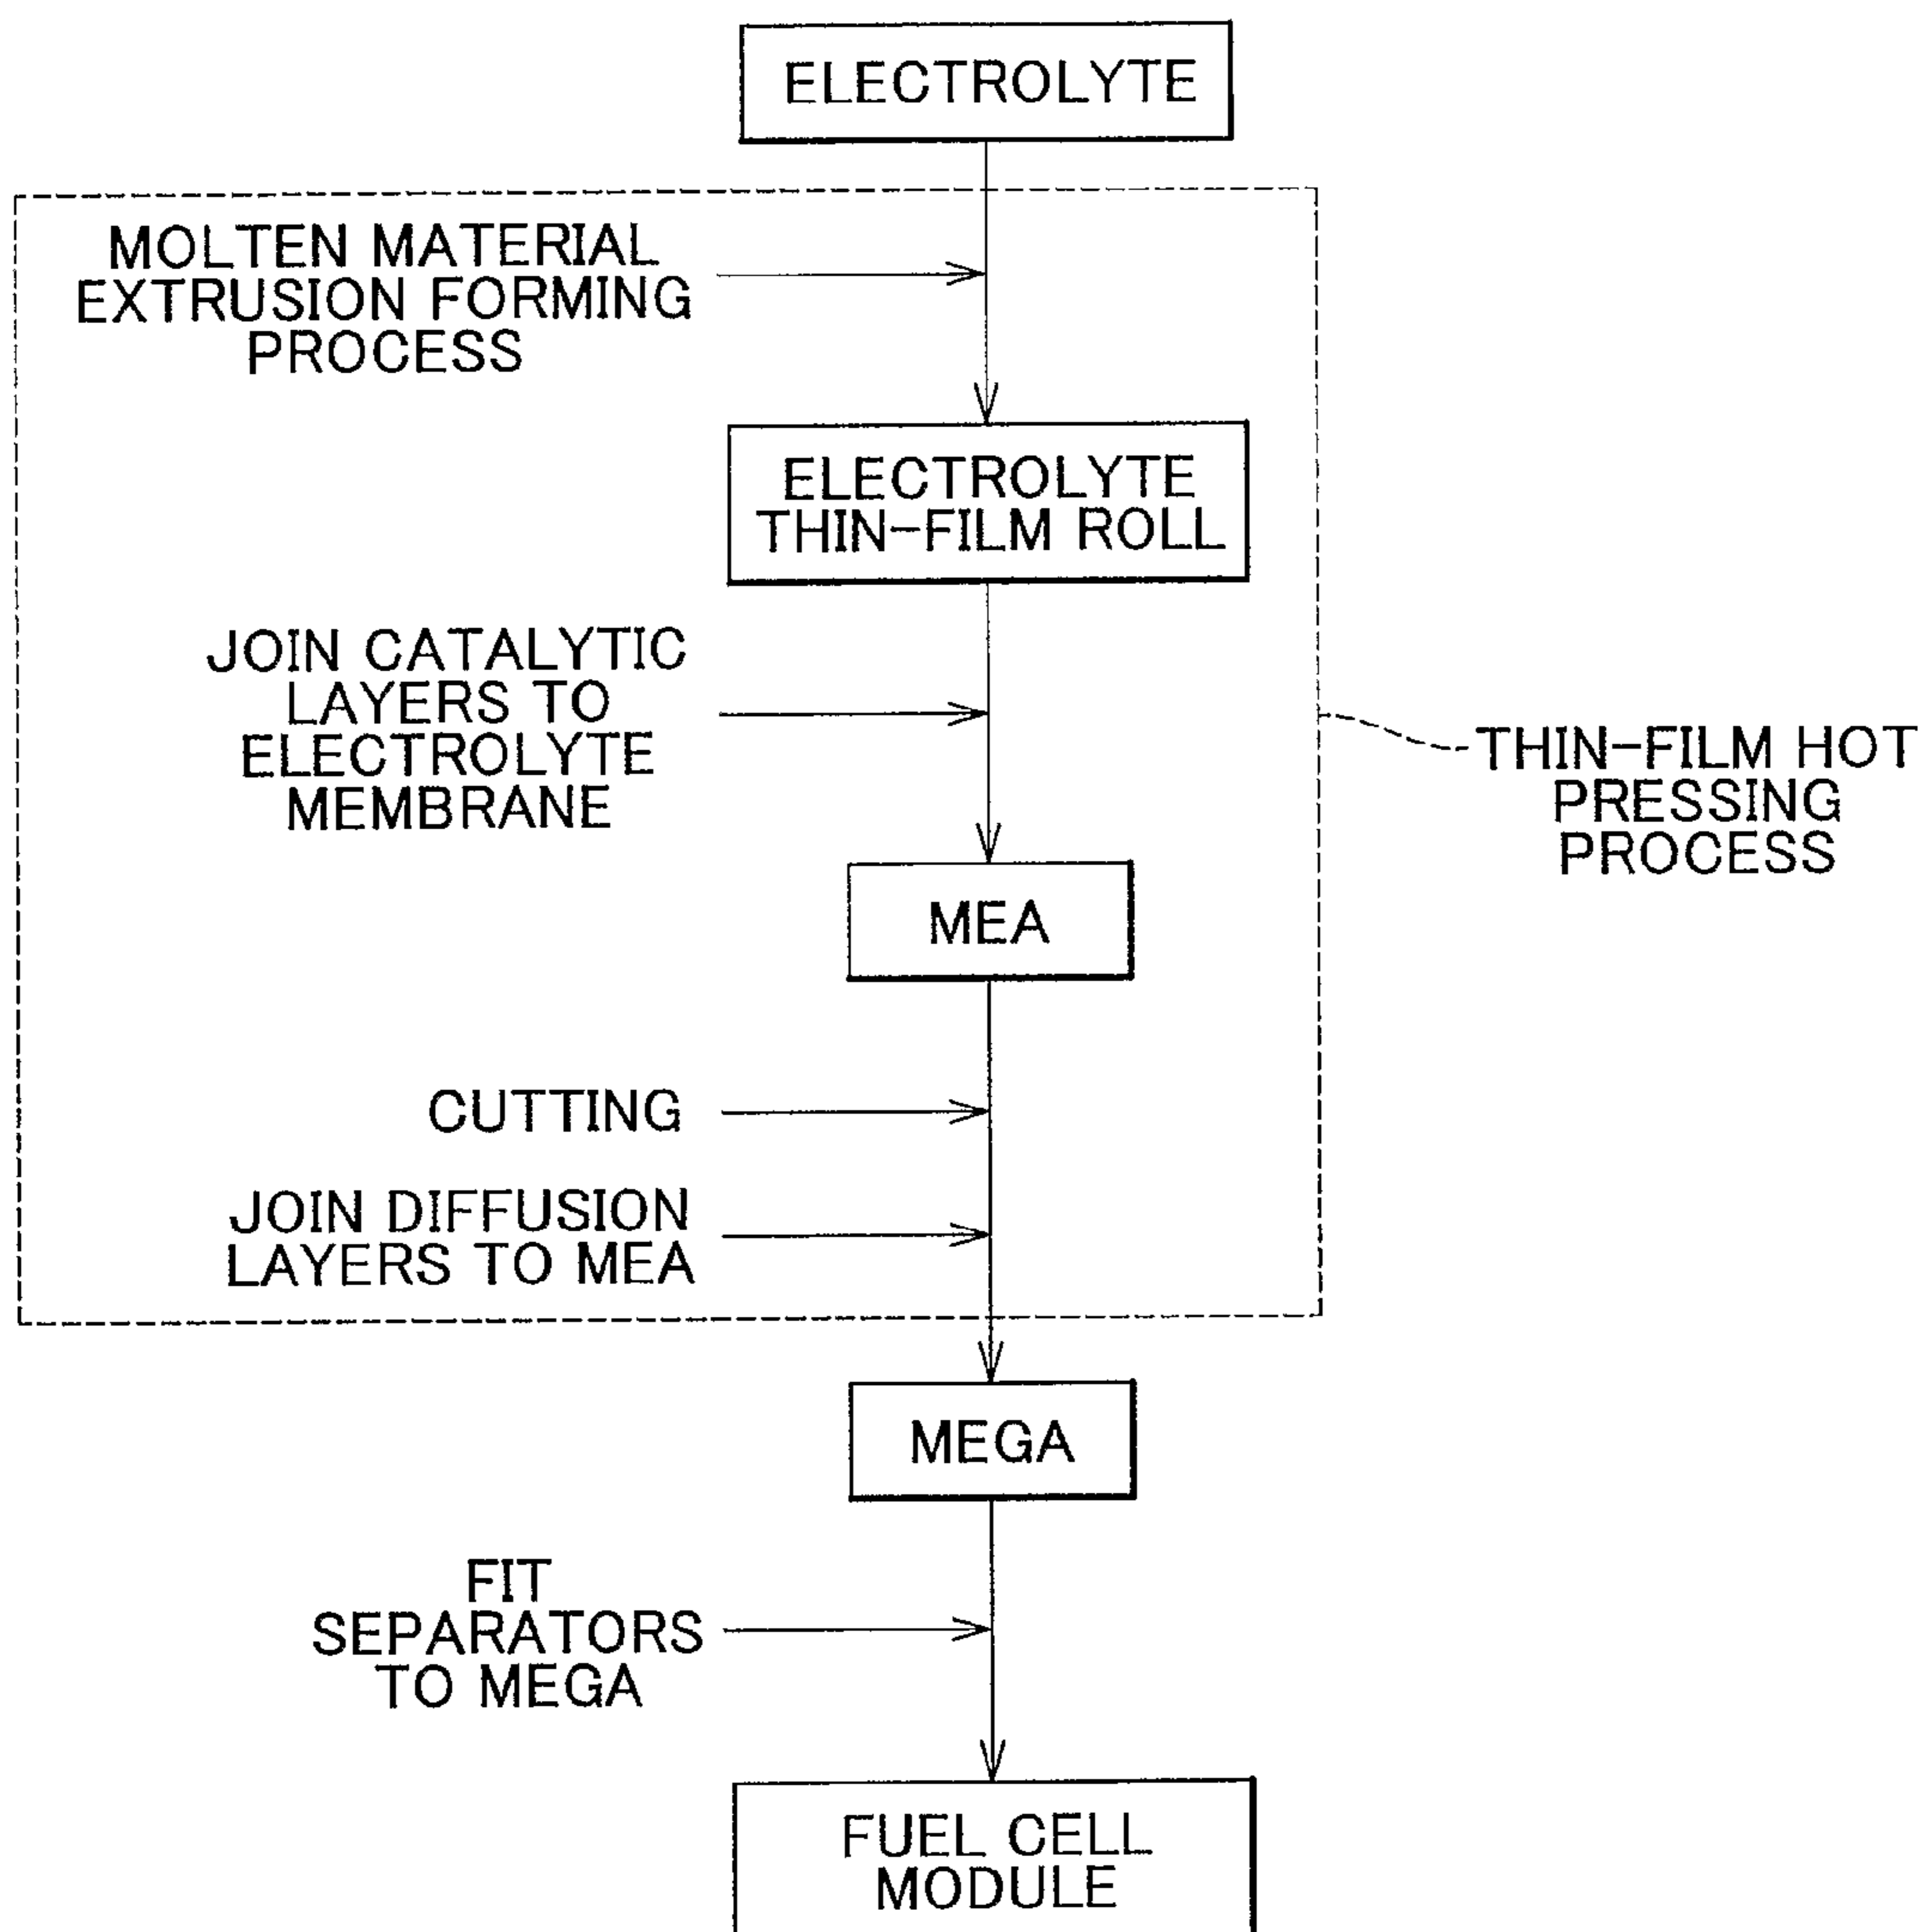 ELECTROLYTE
MOLTEN MATERIAL
EXTRUSION FORMING
PROCESS
ELECTROLYTE
THIN-FILM ROLL
JOIN CATALYTIC
LAYERS TO
ELECTROLYTE
MEMBRANE
THIN-FILM HOT
PRESSING
PROCESS
MEA
CUTTING
JOIN DIFFUSION
LAYERS TO MEA
MEGA
FIT
SEPARATORS
TO MEGA
FUEL CELL
MODULE